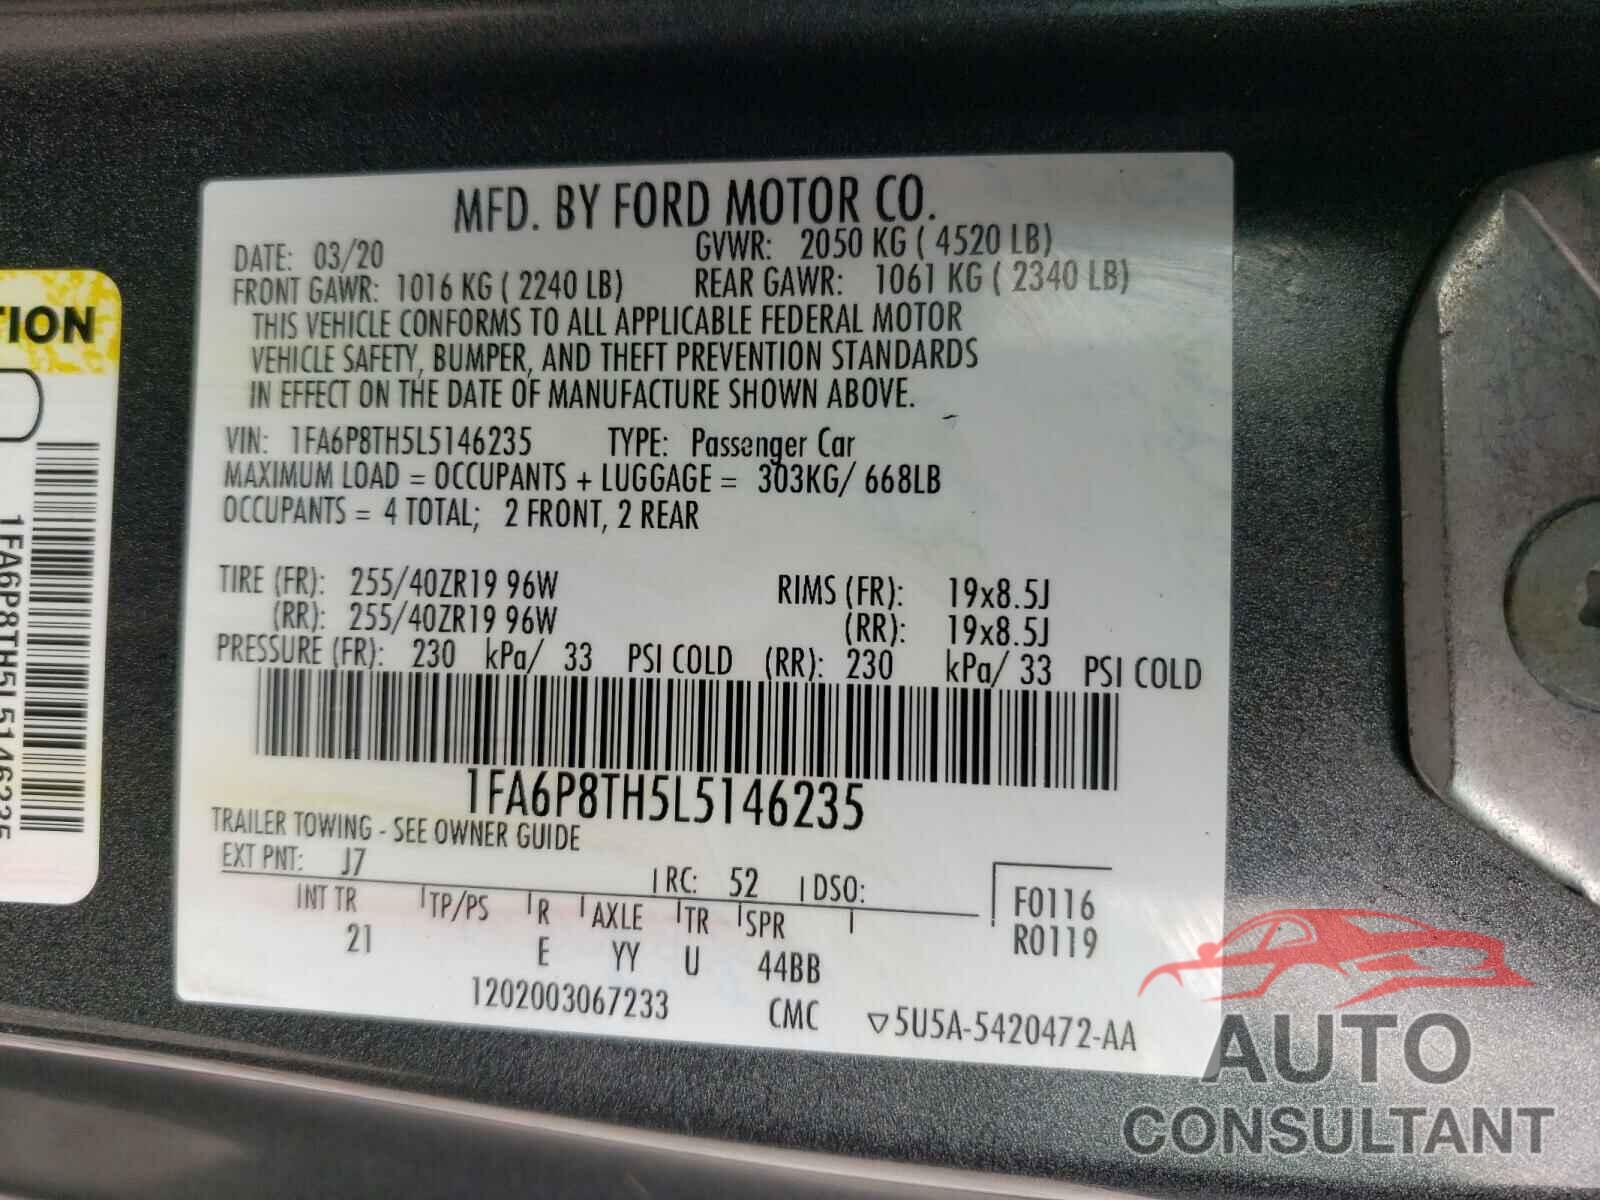 MFD. BY FORD MOTOR CO.
DATE: 03/20 GVWR: 2050 KG ( 4520 LB)
FRONT GAWR: 1016 KG ( 2240 LB) REAR GAWR: 1061 KG ( 2340 LB)
THIS VEHICLE CONFORMS TO ALL APPLICABLE FEDERAL MOTOR
VEHICLE SAFETY, BUMPER, AND THEFT PREVENTION STANDARDS
IN EFFECT ON THE DATE OF MANUFACTURE SHOWN ABOVE.
VIN: 1FA6P8TH5L5146235 TYPE: Passenger Car
MAXIMUM LOAD = OCCUPANTS + LUGGAGE = 303KG/ 668LB
OCCUPANTS = 4 TOTAL; 2 FRONT, 2 REAR
TIRE (FR): 255/40ZR19 96W RIMS (FR): 19x8.5J
(RR): 255/40ZR19 96W (RR): 19x8.5J
PRESSURE (FR): 230 kPa/ 33 PSI COLD (RR): 230 kPa/ 33 PSI COLD
1FA6P8TH5L5146235
TRAILER TOWING - SEE OWNER GUIDE
EXT PNT: J7 RC: 52 DSO:
INT TR TP/PS R AXLE TR SPR F0116
21 E YY U 44BB R0119
1202003067233 CMC ▽5U5A-5420472-AA
TION
1FA6P8TH5L5146235
AUTO
CONSULTANT